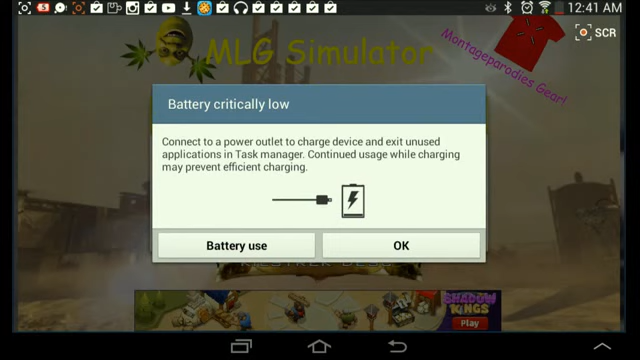 12:41 AM
SCR
MLG Simulator
Montageparodies Gear!
Battery critically low
Connect to a power outlet to charge device and exit unused
applications in Task manager. Continued usage while charging
may prevent efficient charging.
Battery use
OK
SHADOW
KINGS
Play